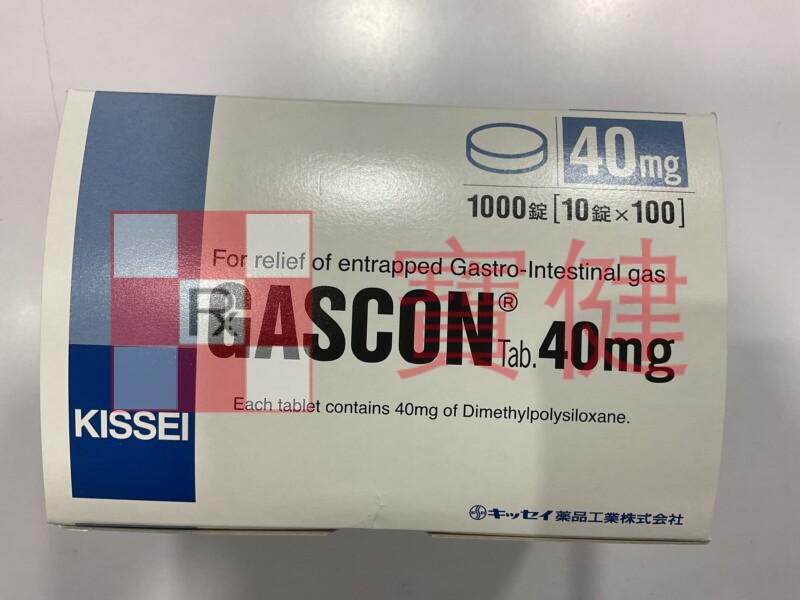 40mg
1000錠[10錠×100]
For relief of entrapped Gastro-Intestinal gas
寶健
Rx
GASCON® Tab. 40mg
KISSEI
Each tablet contains 40mg of Dimethylpolysiloxane.
キッセイ薬品工業株式会社